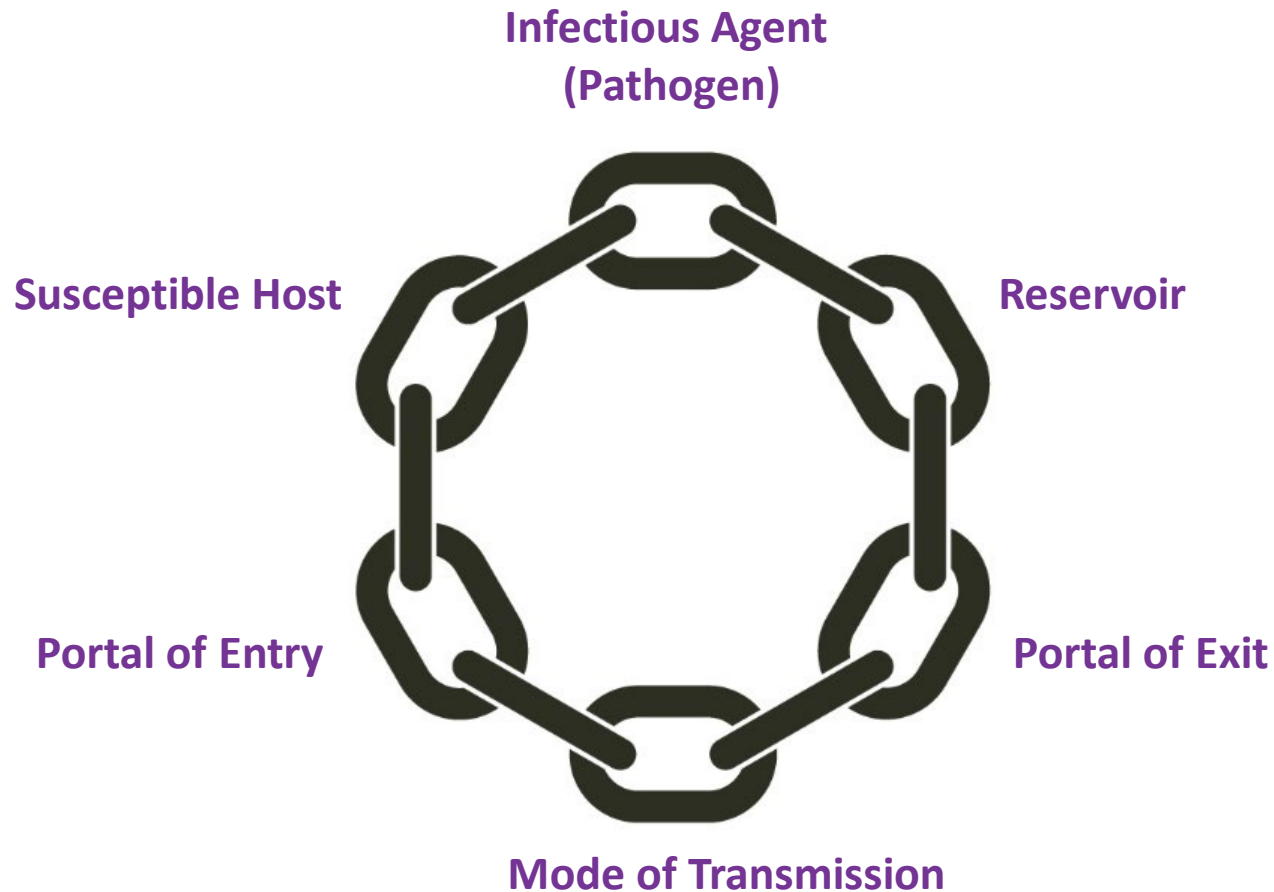 Infectious Agent
(Pathogen)
Susceptible Host
Reservoir
Portal of Entry
Portal of Exit
Mode of Transmission